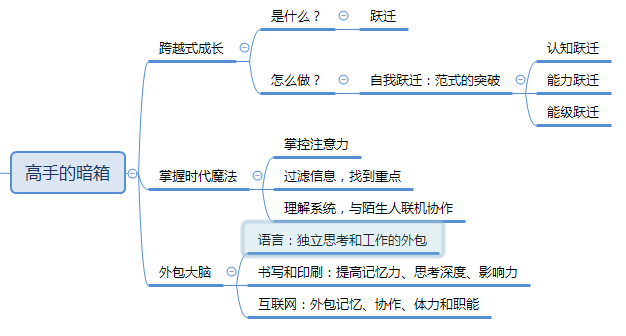 高手的暗箱
跨越式成长
是什么？
跃迁
怎么做？
自我跃迁：范式的突破
认知跃迁
能力跃迁
能级跃迁
掌握时代魔法
掌控注意力
过滤信息，找到重点
理解系统，与陌生人联机协作
外包大脑
语言：独立思考和工作的外包
书写和印刷：提高记忆力、思考深度、影响力
互联网：外包记忆、协作、体力和职能